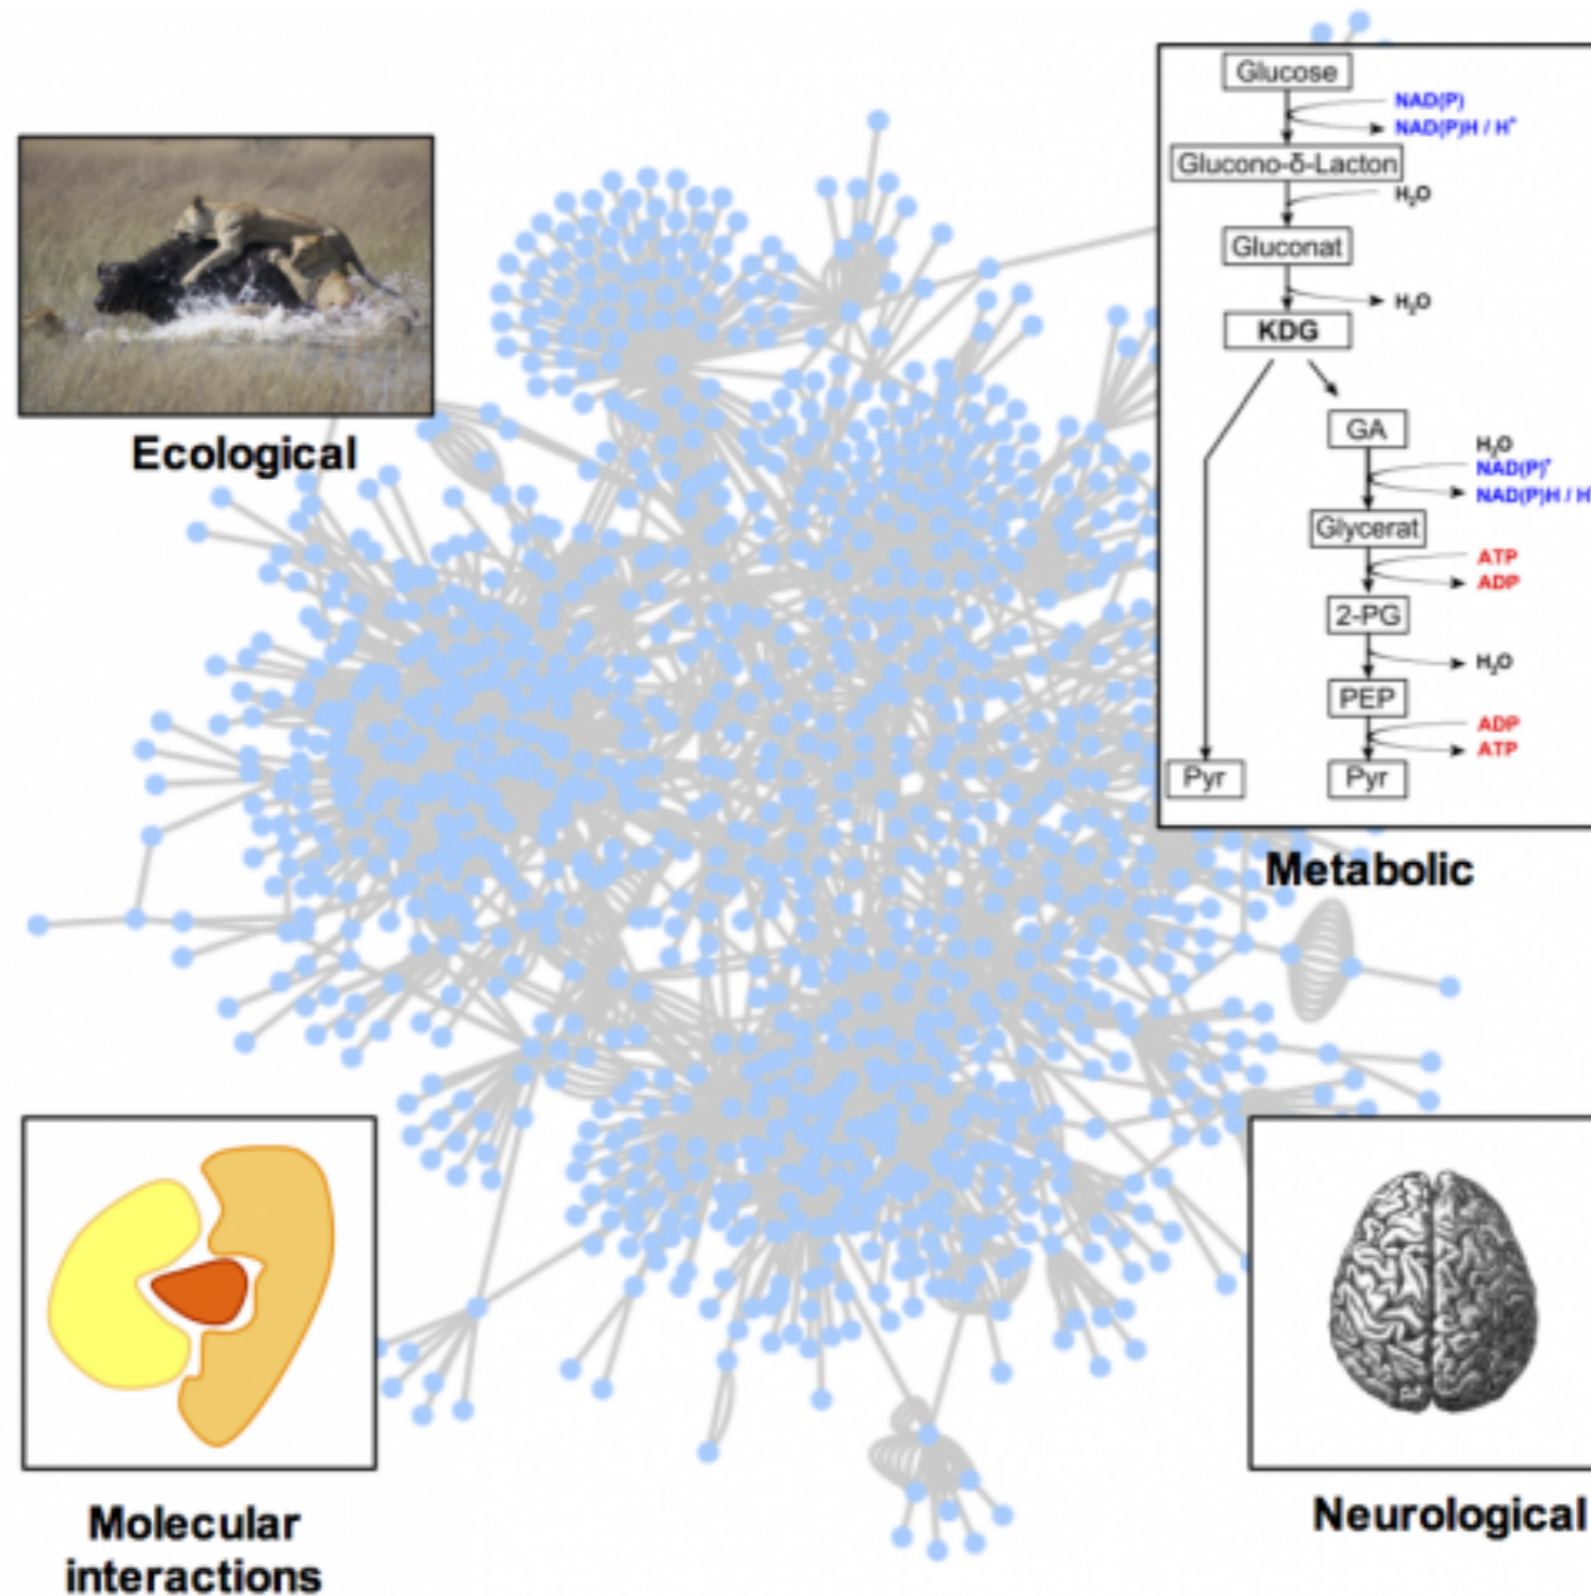 Glucose
NAD(P)
NAD(P)H / H⁺
Glucono-δ-Lacton
H₂O
Gluconat
H₂O
KDG
GA
H₂O
NAD(P)⁺
NAD(P)H / H
Glycerat
ATP
ADP
2-PG
H₂O
PEP
ADP
ATP
Pyr
Pyr
Ecological
Metabolic
Molecular
interactions
Neurological